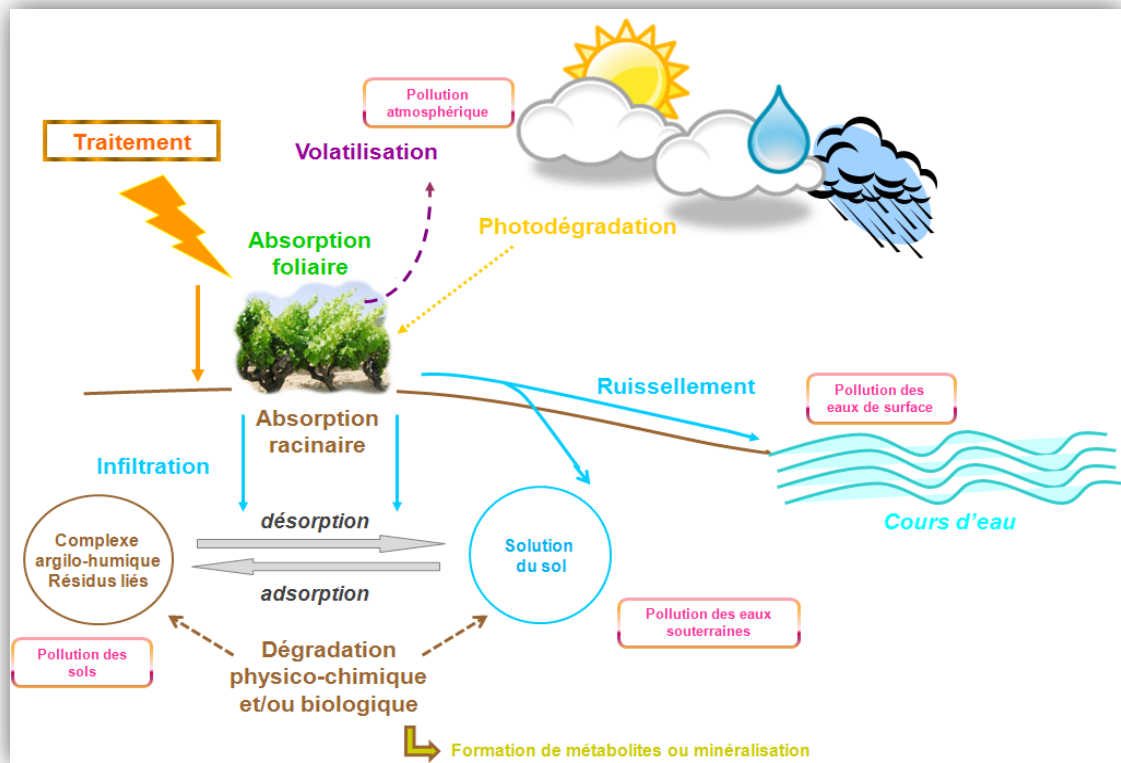 Pollution
atmosphérique
Traitement
Volatilisation
Photodégradation
Absorption
foliaire
Ruissellement
Pollution des
eaux de surface
Absorption
racinaire
Infiltration
Cours d'eau
désorption
Complexe
argilo-humique
Résidus liés
Solution
du sol
adsorption
Pollution des eaux
souterraines
Pollution des
sols
Dégradation
physico-chimique
et/ou biologique
Formation de métabolites ou minéralisation